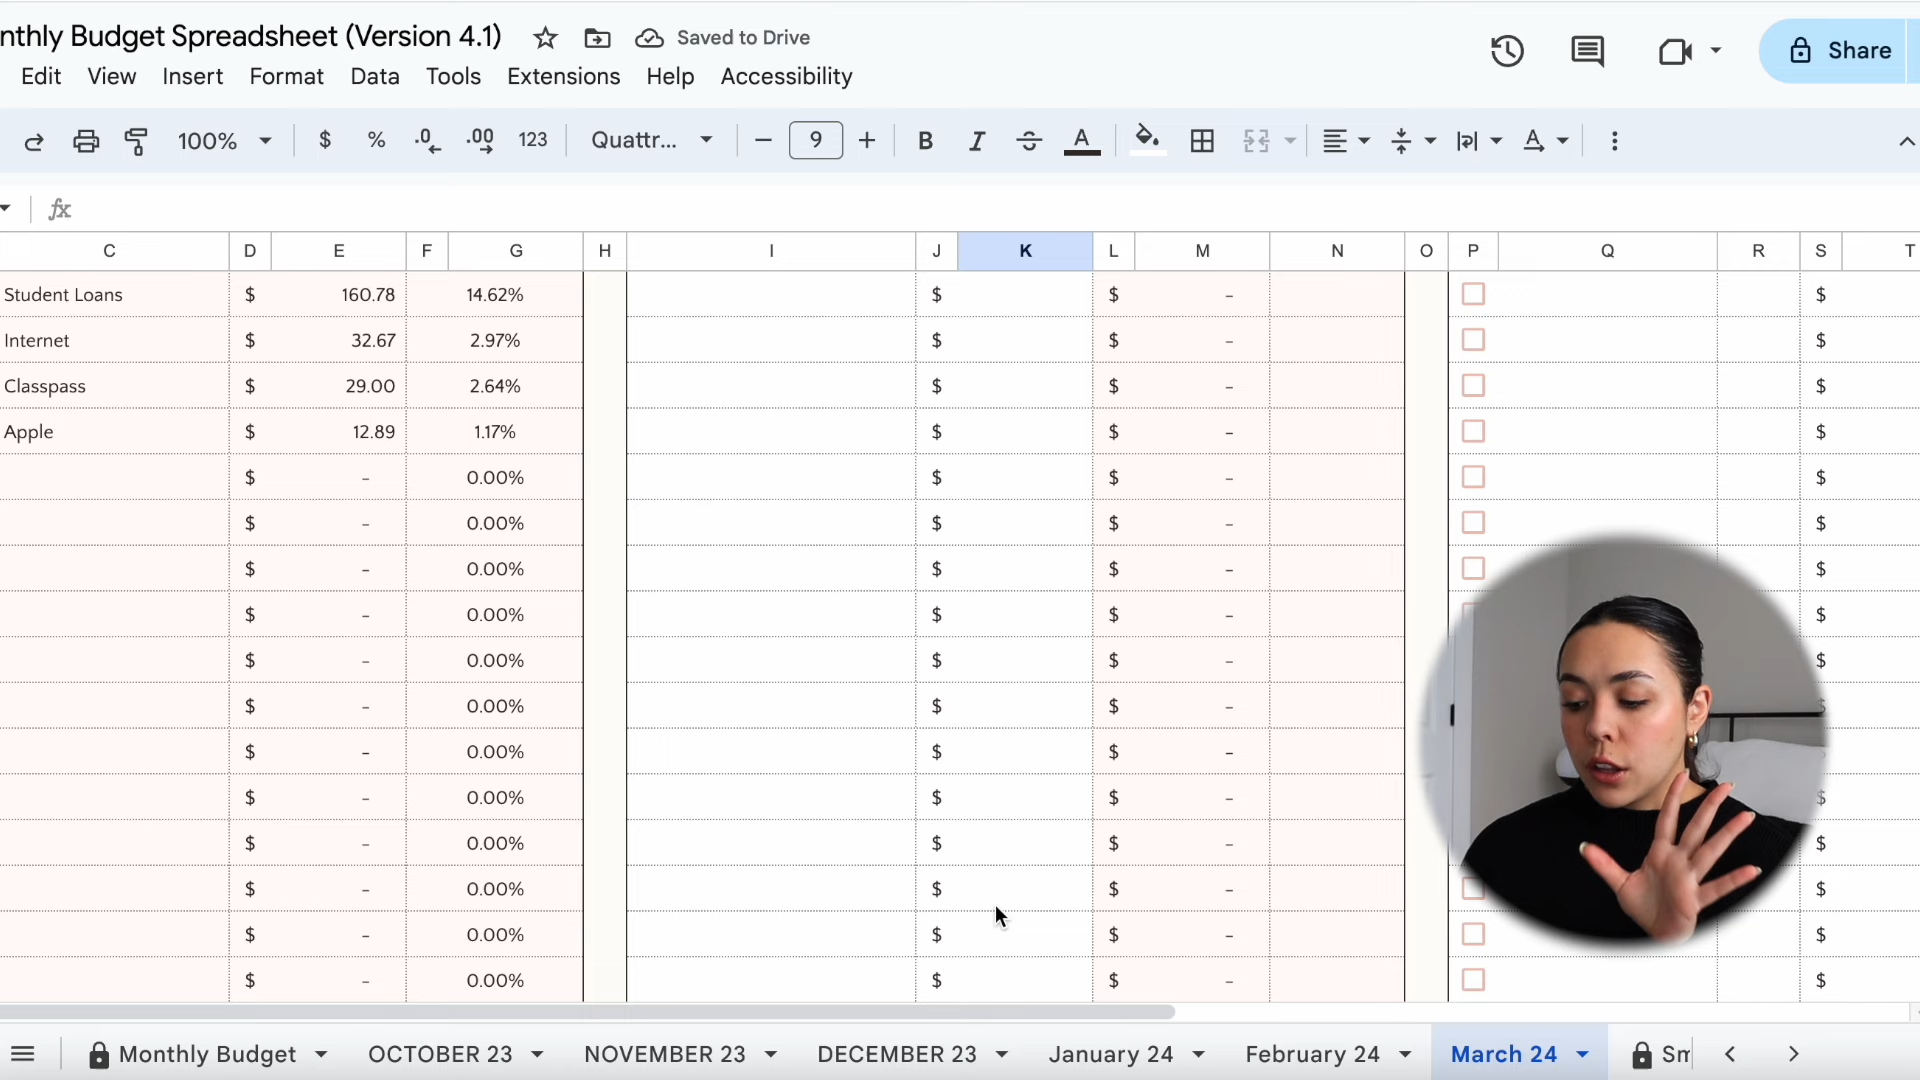 nthly Budget Spreadsheet (Version 4.1) Saved to Drive
Share
Edit View Insert Format Data Tools Extensions Help Accessibility
100% $ % .0 .00 123 Quattr... 9 B I A
fx
C D E F G H I J K L M N O P Q R S T
Student Loans $ 160.78 14.62% $ $ - $
Internet $ 32.67 2.97% $ $ - $
Classpass $ 29.00 2.64% $ $ - $
Apple $ 12.89 1.17% $ $ - $
$ - 0.00% $ $ - $
$ - 0.00% $ $ - $
$ - 0.00% $ $ - $
$ - 0.00% $ $ - $
$ - 0.00% $ $ - $
$ - 0.00% $ $ - $
$ - 0.00% $ $ - $
$ - 0.00% $ $ - $
$ - 0.00% $ $ - $
$ - 0.00% $ $ - $
$ - 0.00% $ $ - $
$ - 0.00% $ $ - $
Monthly Budget OCTOBER 23 NOVEMBER 23 DECEMBER 23 January 24 February 24 March 24 Sm